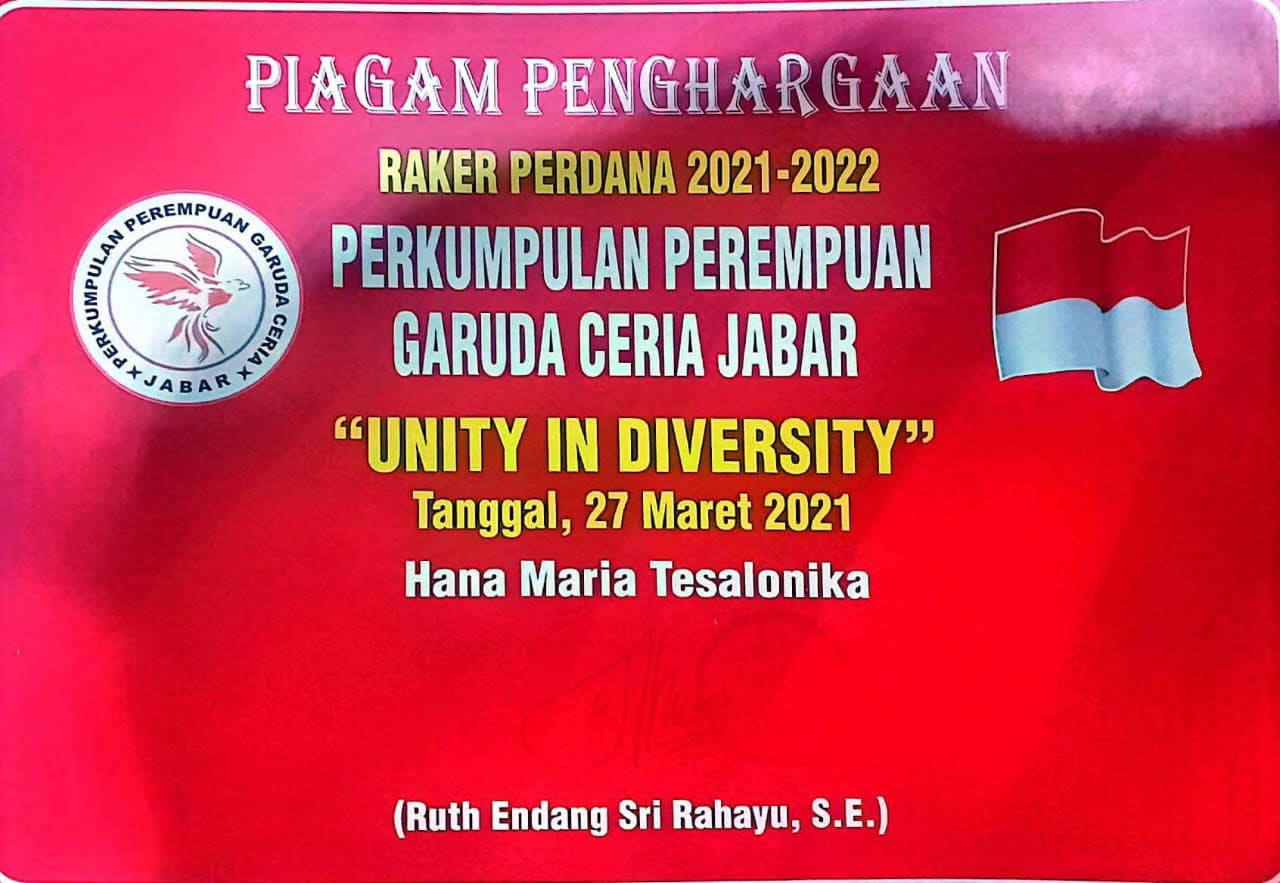 PIAGAM PENGHARGAAN
RAKER PERDANA 2021-2022
PERKUMPULAN PEREMPUAN GARUDA CERIA
JABAR
PERKUMPULAN PEREMPUAN
GARUDA CERIA JABAR
“UNITY IN DIVERSITY”
Tanggal, 27 Maret 2021
Hana Maria Tesalonika
(Ruth Endang Sri Rahayu, S.E.)